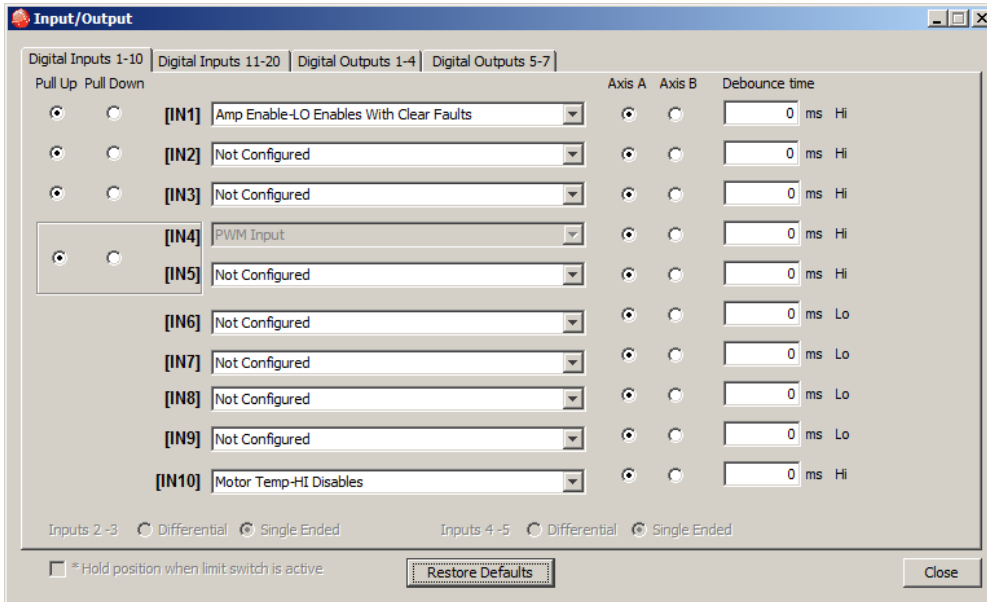 Input/Output
Digital Inputs 1-10 Digital Inputs 11-20 Digital Outputs 1-4 Digital Outputs 5-7
Pull Up Pull Down Axis A Axis B Debounce time
[IN1] Amp Enable-LO Enables With Clear Faults 0 ms Hi
[IN2] Not Configured 0 ms Hi
[IN3] Not Configured 0 ms Hi
[IN4] PWM Input 0 ms Hi
[IN5] Not Configured 0 ms Hi
[IN6] Not Configured 0 ms Lo
[IN7] Not Configured 0 ms Lo
[IN8] Not Configured 0 ms Lo
[IN9] Not Configured 0 ms Lo
[IN10] Motor Temp-HI Disables 0 ms Hi
Inputs 2 -3 Differential Single Ended Inputs 4 -5 Differential Single Ended
* Hold position when limit switch is active Restore Defaults Close